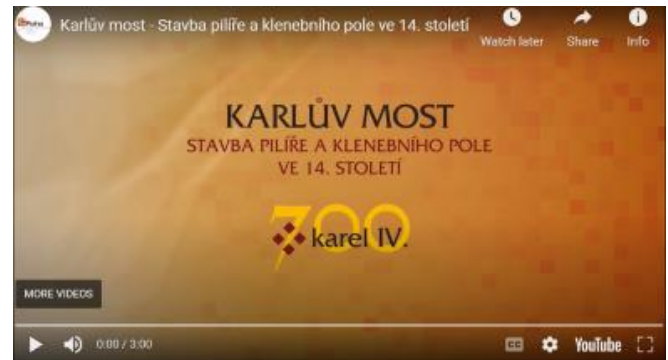 Karlův most - Stavba pilíře a klenebního pole ve 14. století
Watch later
Share
Info
KARLŮV MOST
STAVBA PILÍŘE A KLENEBNÍHO POLE
VE 14. STOLETÍ
700
karel IV.
MORE VIDEOS
0:00 / 3:00
CC
YouTube